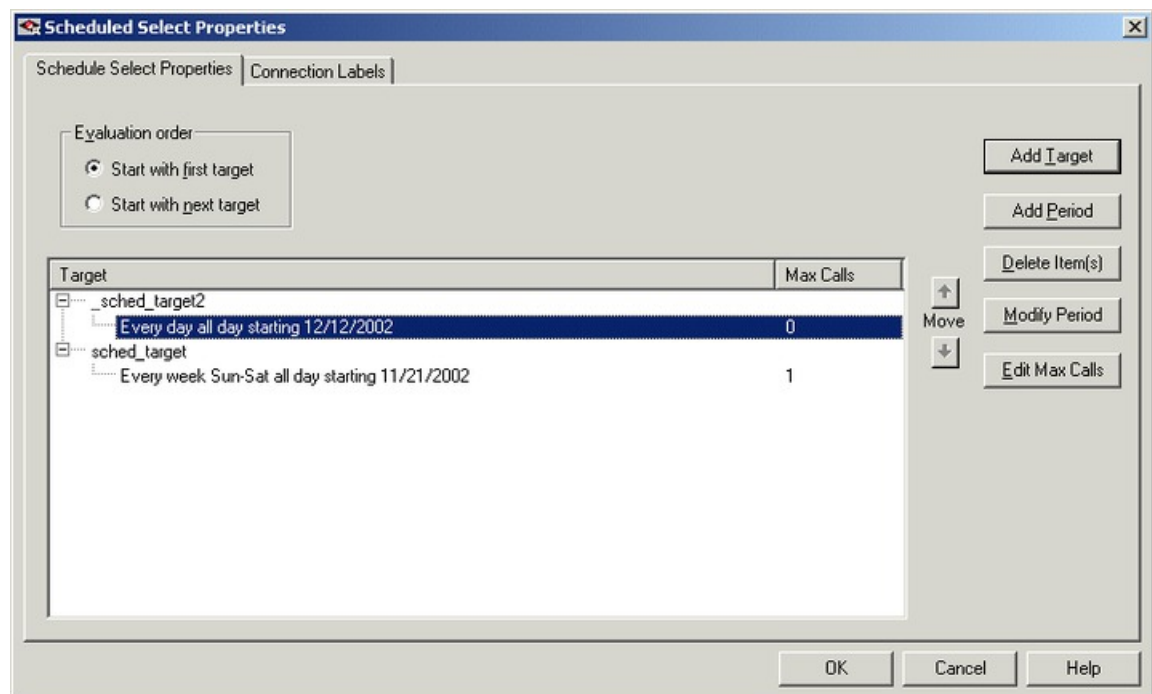 Scheduled Select Properties
Schedule Select Properties Connection Labels
Evaluation order
Start with first target
Start with next target
Add Target
Add Period
Delete Item(s)
Modify Period
Edit Max Calls
Move
Target Max Calls
_sched_target2
Every day all day starting 12/12/2002 0
sched_target
Every week Sun-Sat all day starting 11/21/2002 1
OK Cancel Help